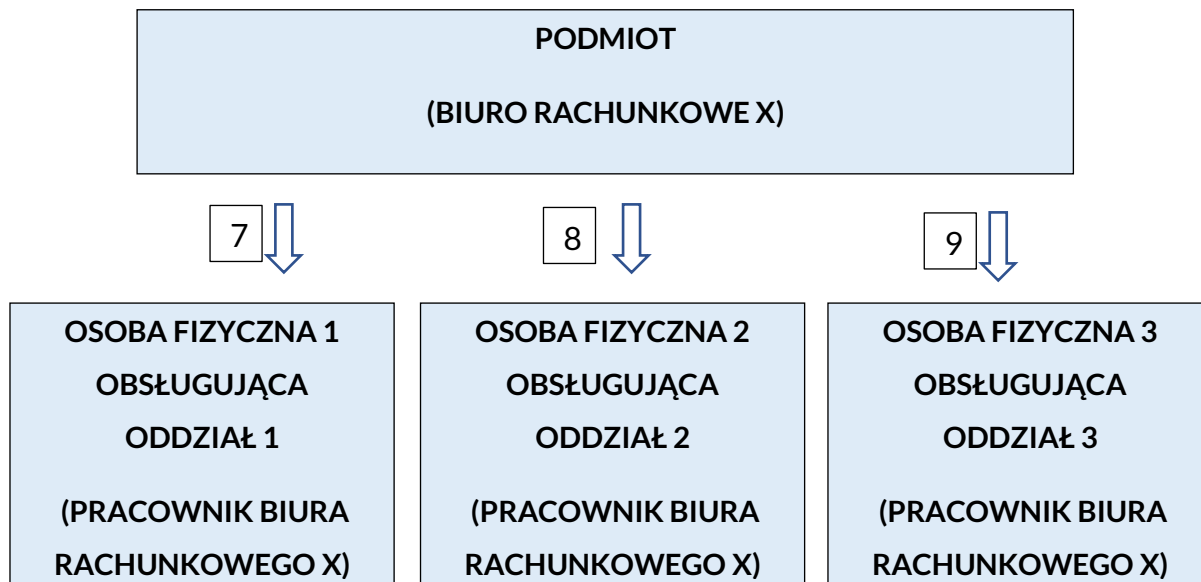 PODMIOT
(BIURO RACHUNKOWE X)
7
8
9
OSOBA FIZYCZNA 1
OBSŁUGUJĄCA
ODDZIAŁ 1
(PRACOWNIK BIURA
RACHUNKOWEGO X)
OSOBA FIZYCZNA 2
OBSŁUGUJĄCA
ODDZIAŁ 2
(PRACOWNIK BIURA
RACHUNKOWEGO X)
OSOBA FIZYCZNA 3
OBSŁUGUJĄCA
ODDZIAŁ 3
(PRACOWNIK BIURA
RACHUNKOWEGO X)